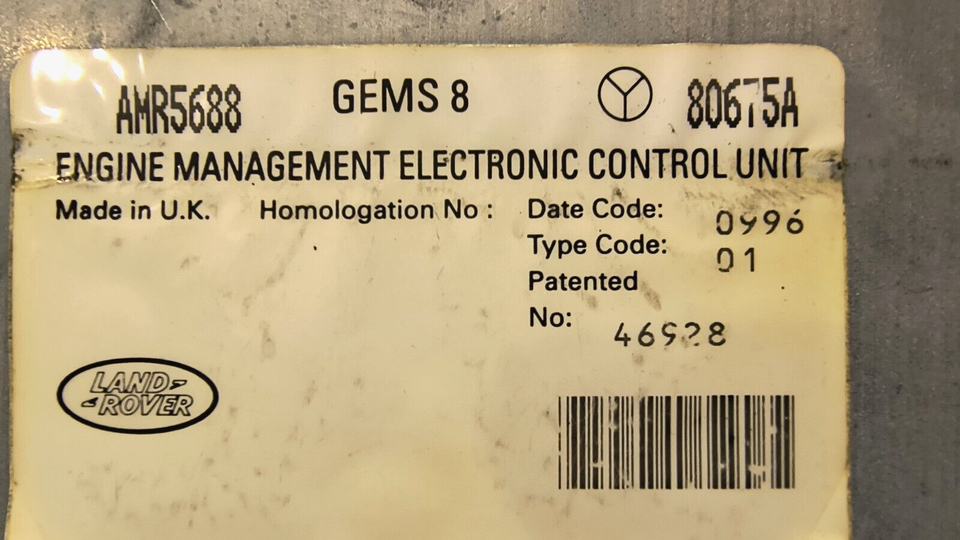 AMR5688 GEMS 8 80675A
ENGINE MANAGEMENT ELECTRONIC CONTROL UNIT
Made in U.K. Homologation No : Date Code: 0996
Type Code: 01
Patented
No:
LAND-
-ROVER